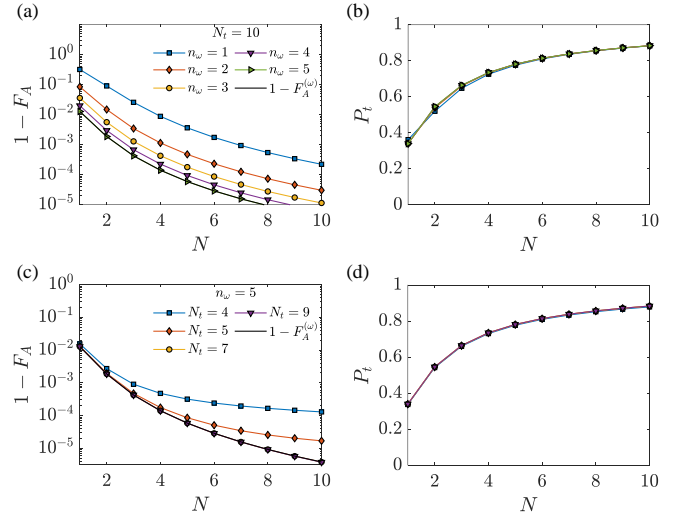 (a)
N_t = 10
n_ω = 1
n_ω = 4
n_ω = 2
n_ω = 5
n_ω = 3
1 − F_A^{(ω)}
10^0
10^{-1}
10^{-2}
10^{-3}
10^{-4}
10^{-5}
1 − F_A
2 4 6 8 10
N
(b)
1
0.8
0.6
0.4
0.2
0
P_t
2 4 6 8 10
N
(c)
n_ω = 5
N_t = 4
N_t = 9
N_t = 5
1 − F_A^{(ω)}
N_t = 7
10^0
10^{-1}
10^{-2}
10^{-3}
10^{-4}
10^{-5}
1 − F_A
2 4 6 8 10
N
(d)
1
0.8
0.6
0.4
0.2
0
P_t
2 4 6 8 10
N